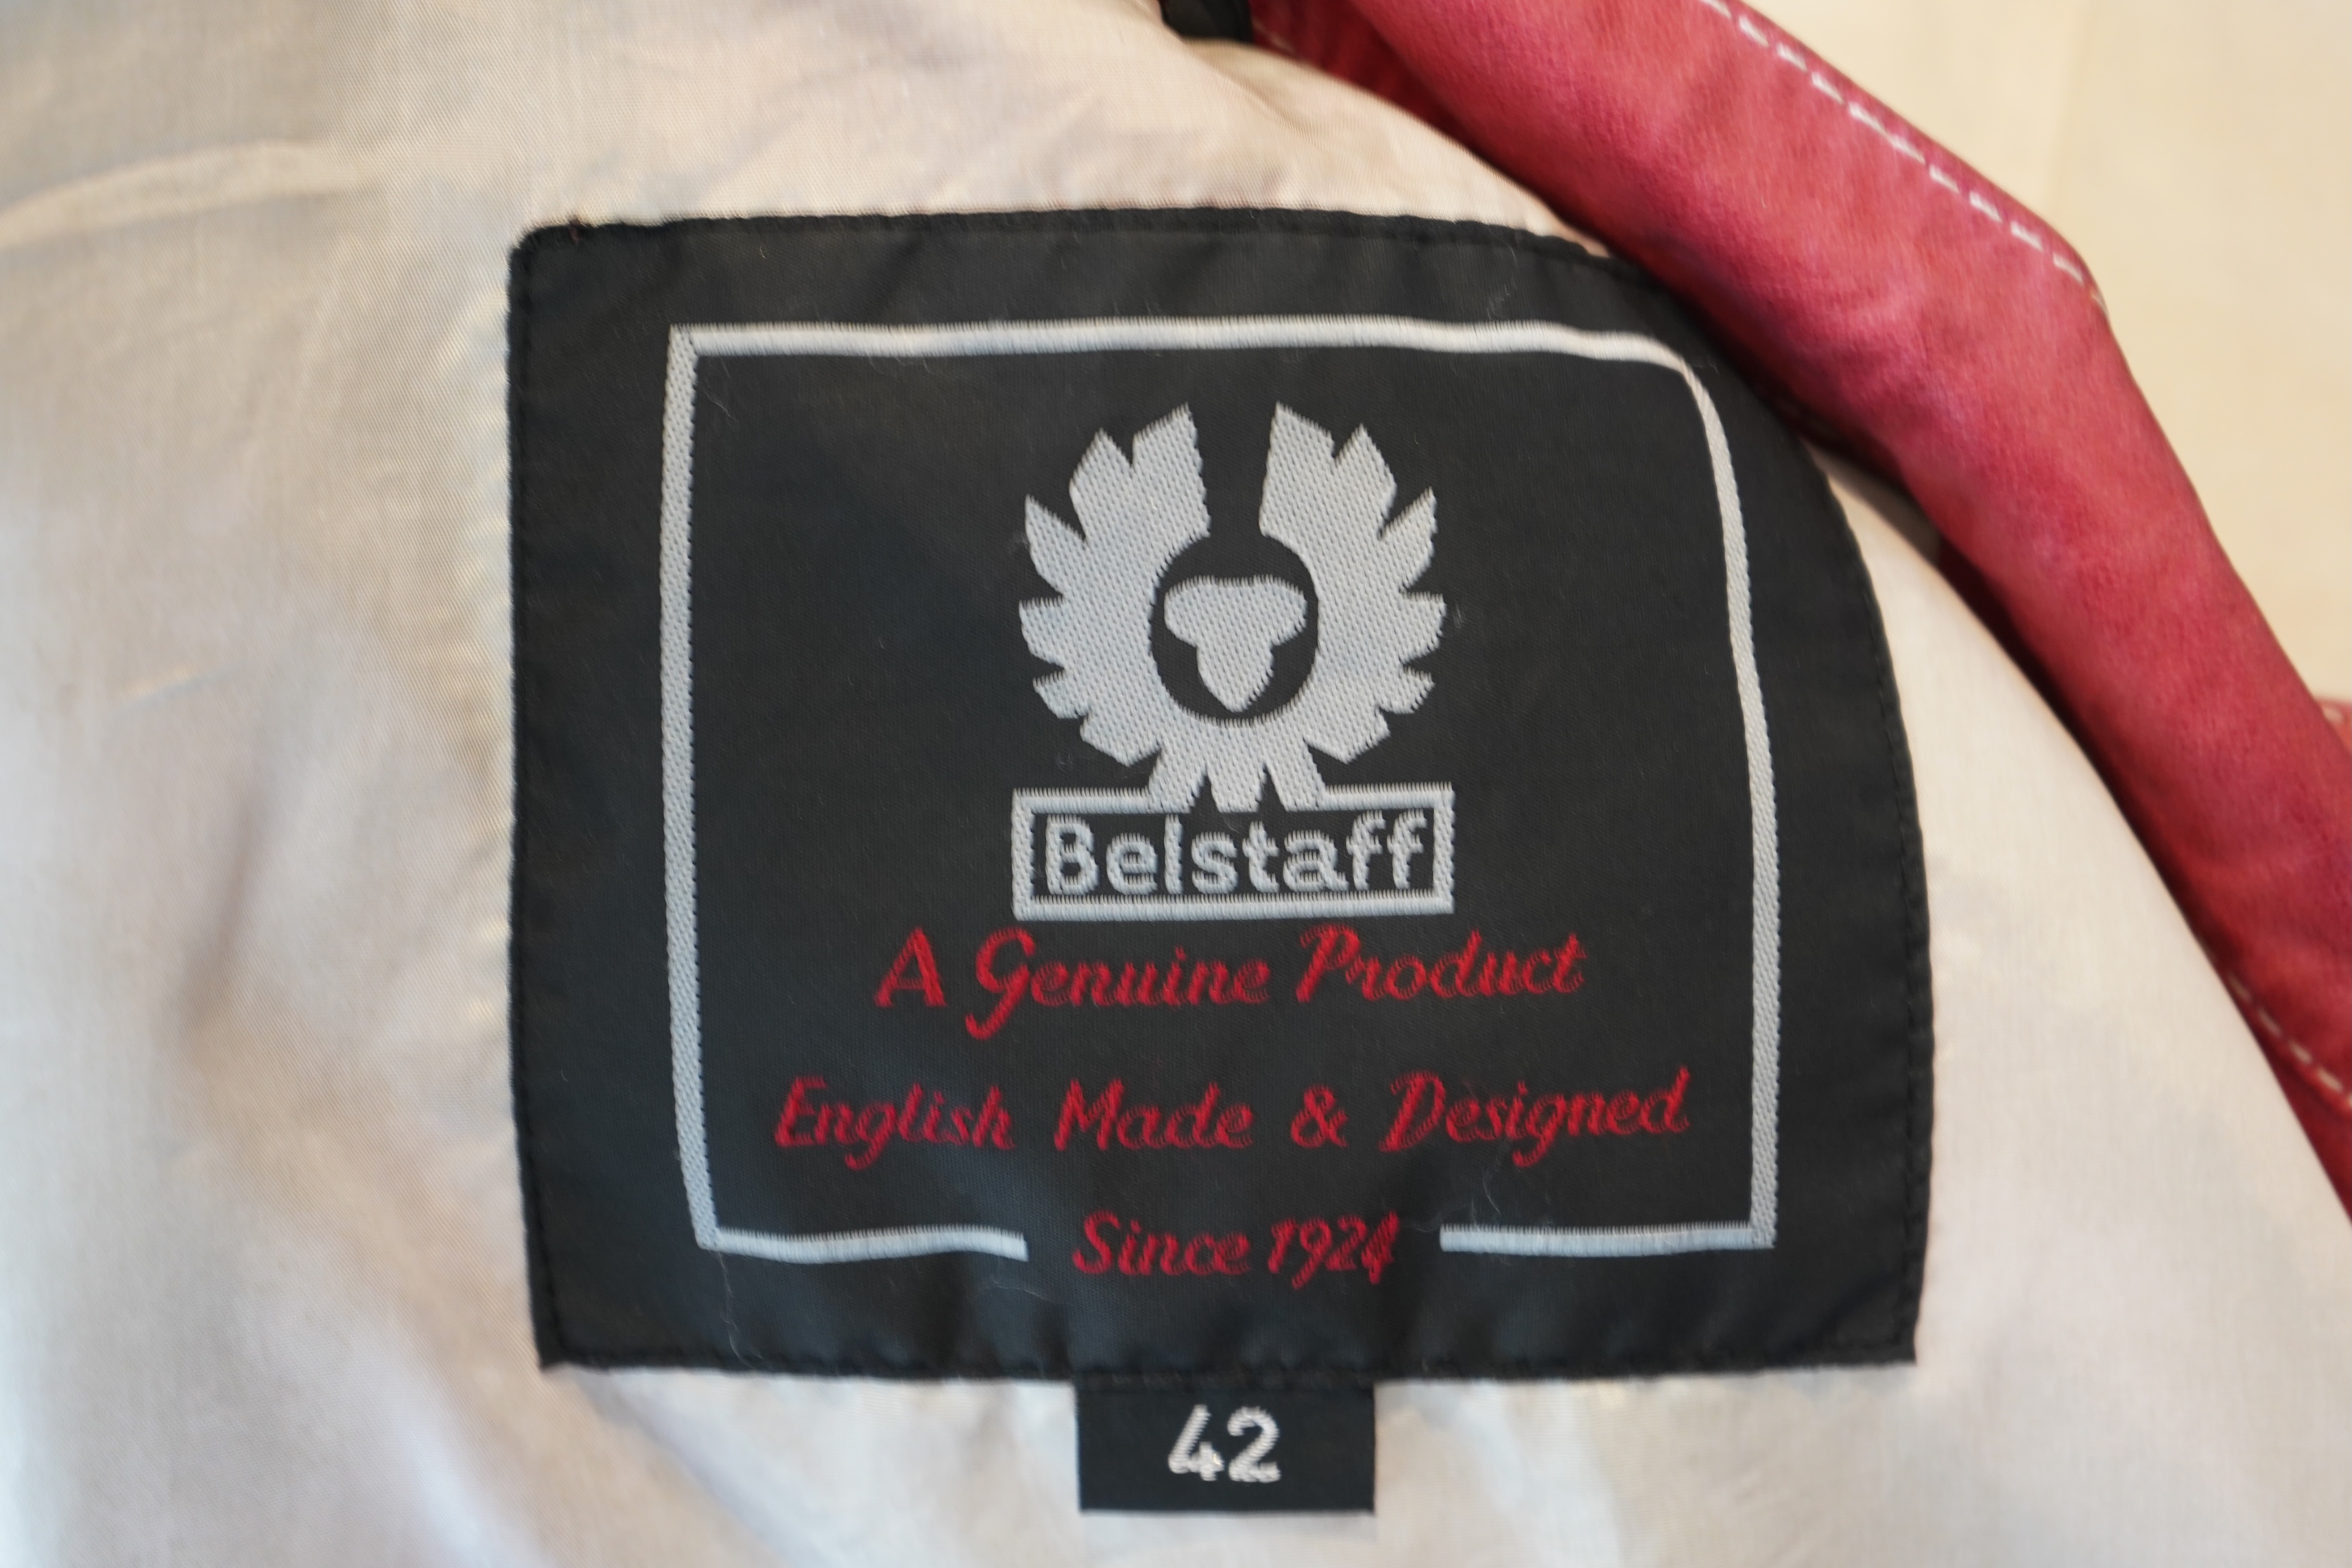 Belstaff
A Genuine Product
English Made & Designed
Since 1924
42